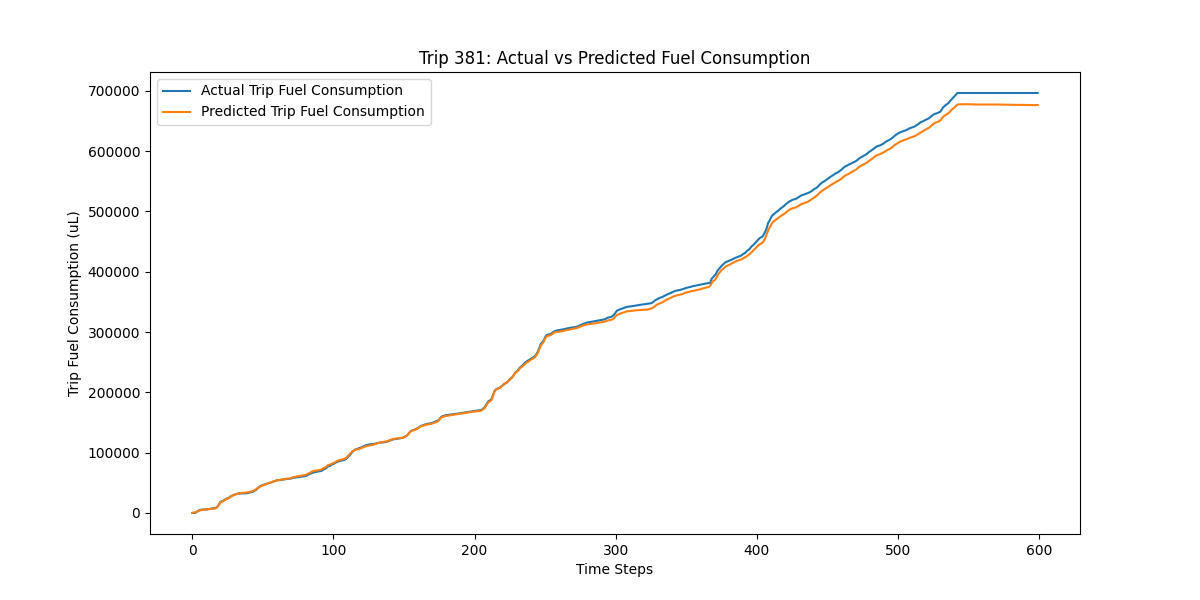 Trip 381: Actual vs Predicted Fuel Consumption
Actual Trip Fuel Consumption
Predicted Trip Fuel Consumption
Trip Fuel Consumption (uL)
700000
600000
500000
400000
300000
200000
100000
0
0 100 200 300 400 500 600
Time Steps